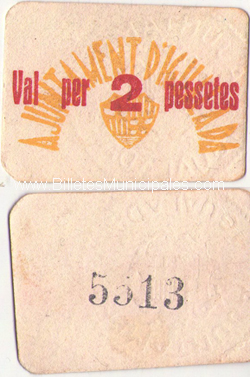 AJUNTAMENT D'IGUALADA
Val per 2 pessetes
www.BilletesMunicipales.com
5513